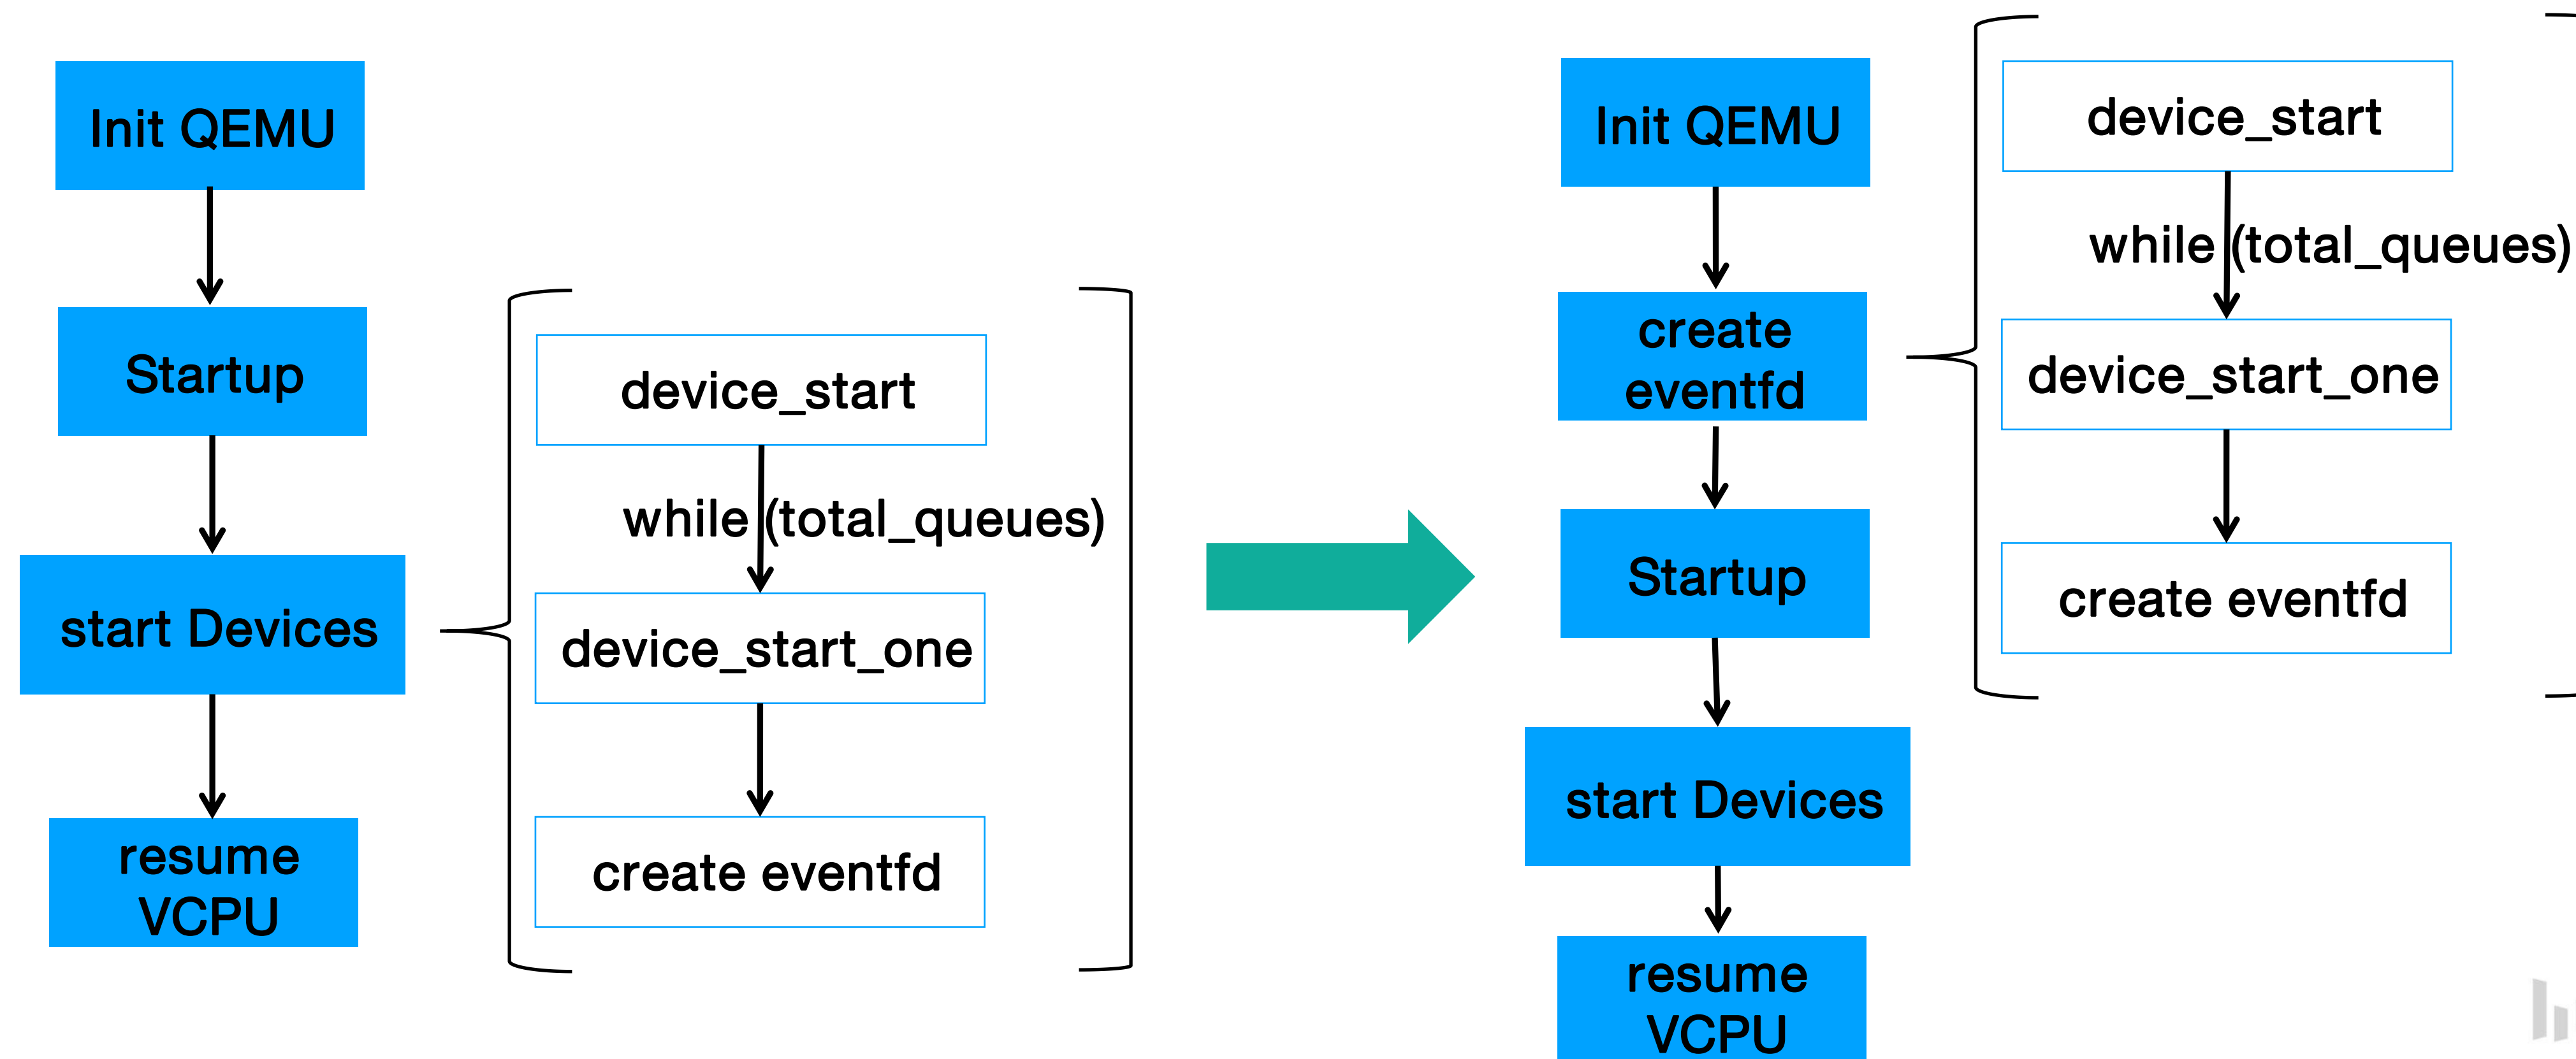 Init QEMU
Startup
start Devices
resume
VCPU
device_start
while (total_queues)
device_start_one
create eventfd
Init QEMU
create
eventfd
Startup
start Devices
resume
VCPU
device_start
while (total_queues)
device_start_one
create eventfd